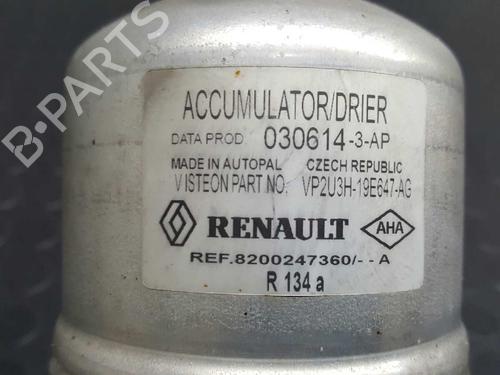 B-PARTS
ACCUMULATOR/DRIER
DATA PROD 030614-3-AP
MADE IN AUTOPAL CZECH REPUBLIC
VISTEON PART NO: VP2U3H-19E647-AG
RENAULT AHA
REF.8200247360/--A
R 134 a